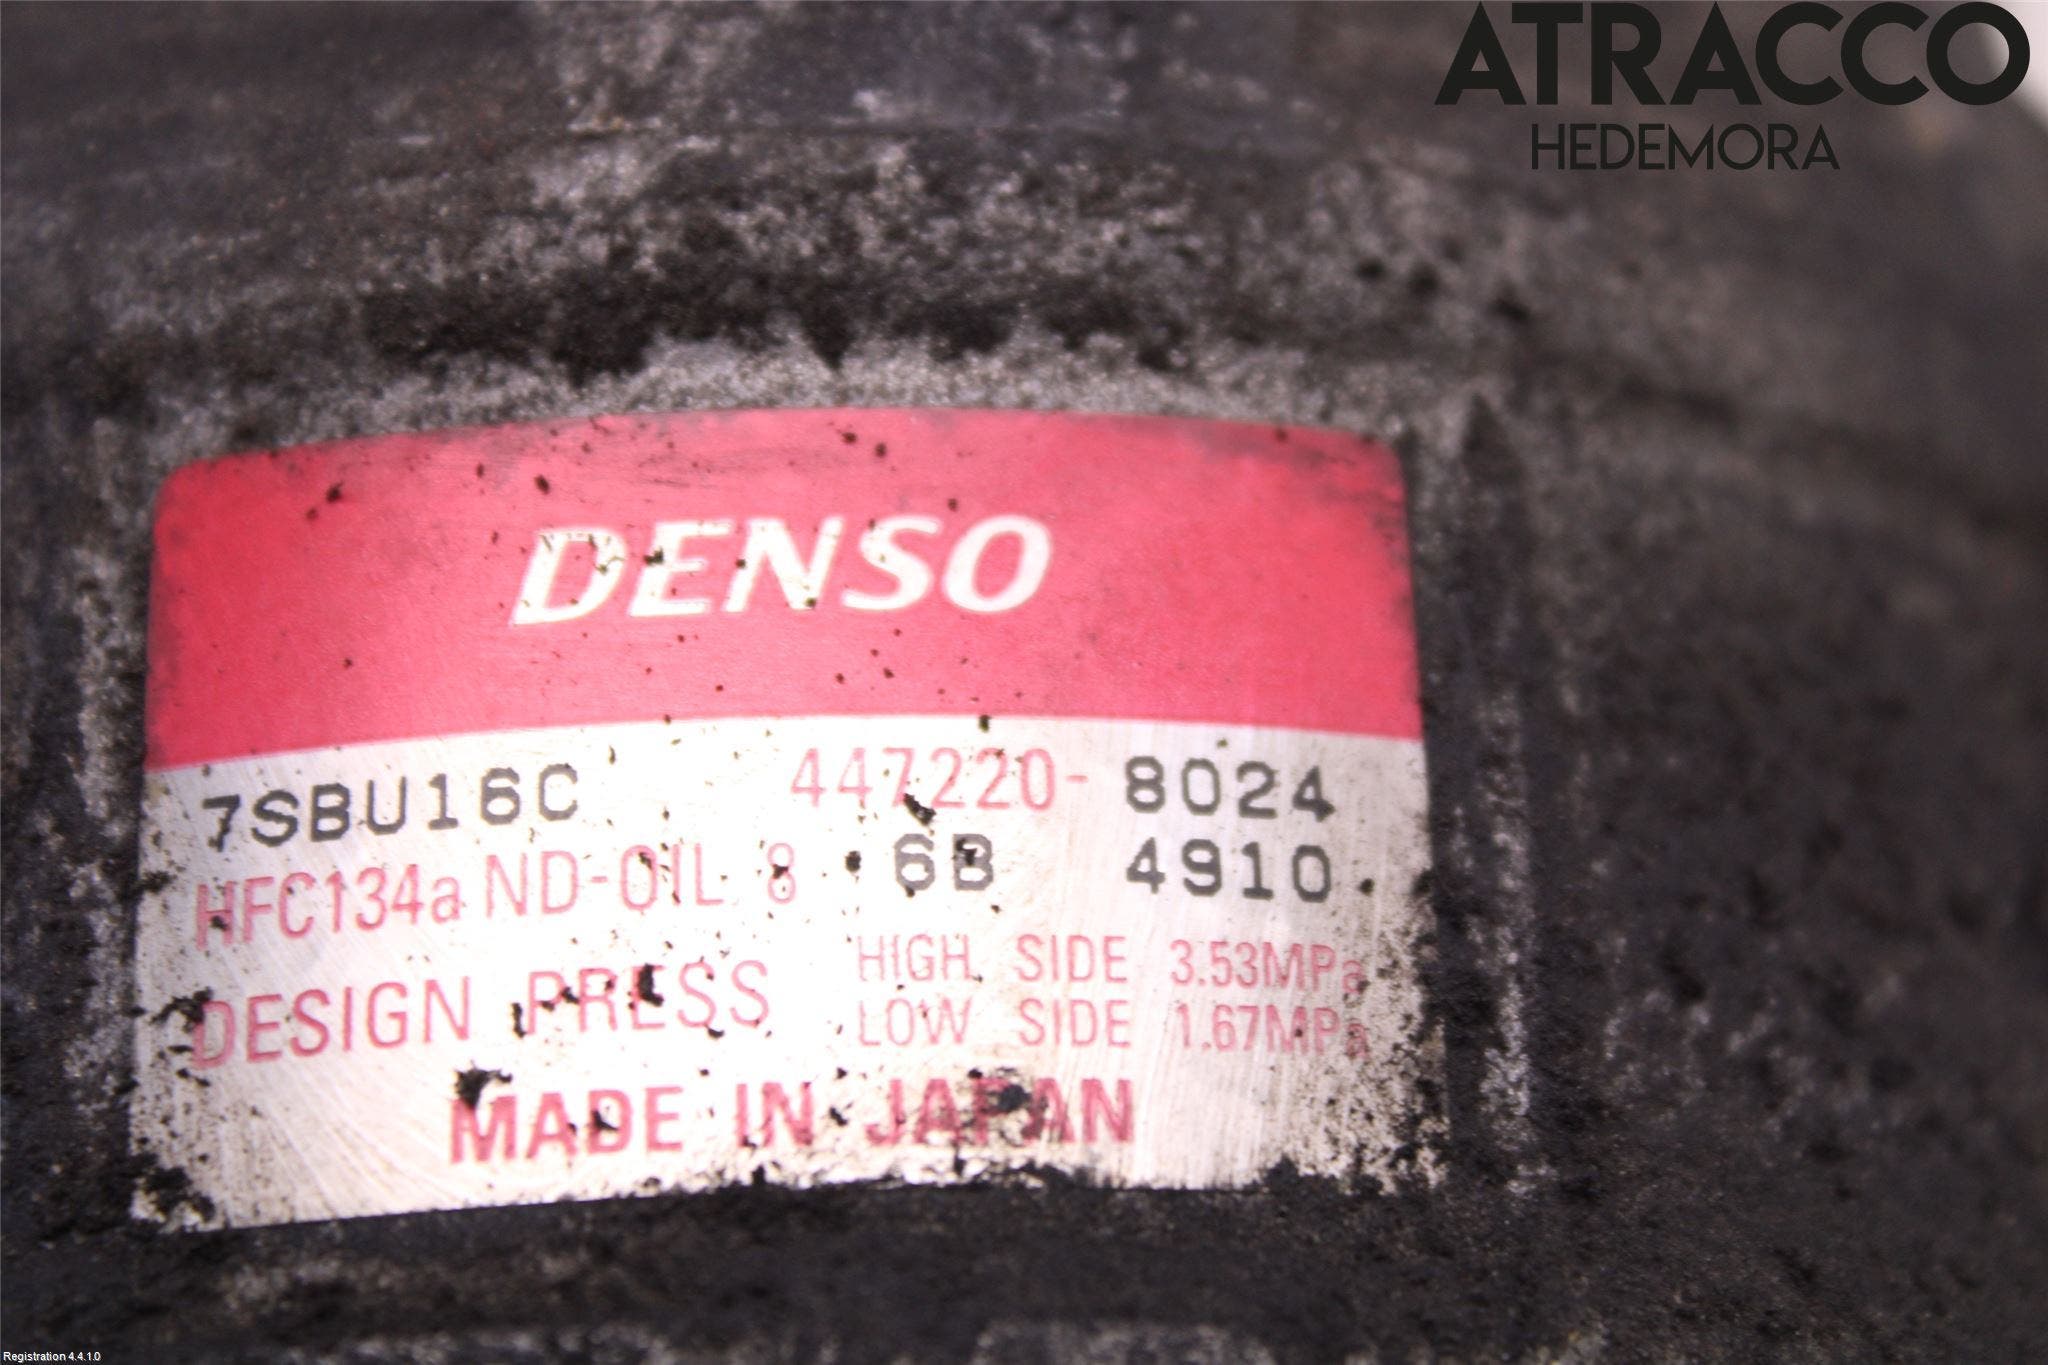 ATRACCO
HEDEMORA
DENSO
7SBU16C 447220-8024
HFC134a ND-OIL 8 6B 4910
DESIGN PRESS HIGH SIDE 3.53MPa
LOW SIDE 1.67MPa
MADE IN JAPAN
Registration 4.4.1.0